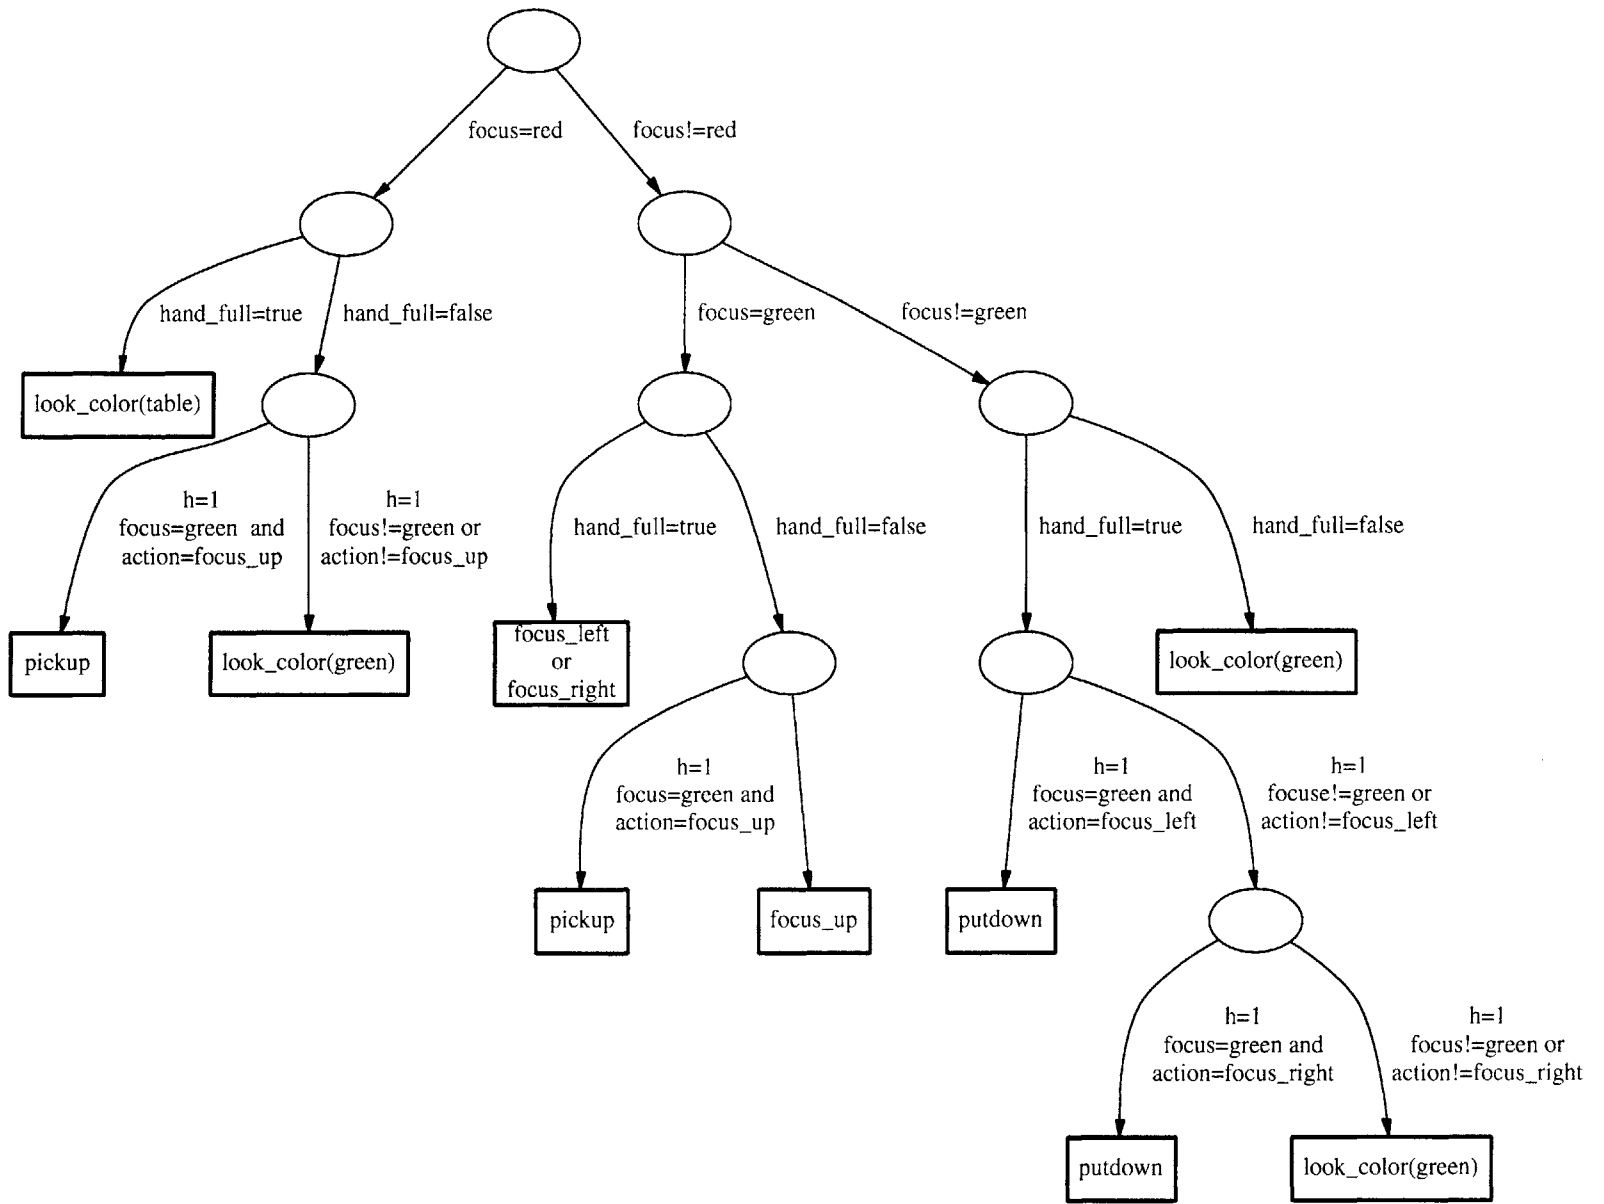 focus=red
focus!=red
hand_full=true
hand_full=false
focus=green
focus!=green
look_color(table)
h=1
focus=green and
action=focus_up
h=1
focus!=green or
action!=focus_up
hand_full=true
hand_full=false
hand_full=true
hand_full=false
pickup
look_color(green)
focus_left
or
focus_right
look_color(green)
h=1
focus=green and
action=focus_up
h=1
focus=green and
action=focus_left
h=1
focuse!=green or
action!=focus_left
pickup
focus_up
putdown
h=1
focus=green and
action=focus_right
h=1
focus!=green or
action!=focus_right
putdown
look_color(green)